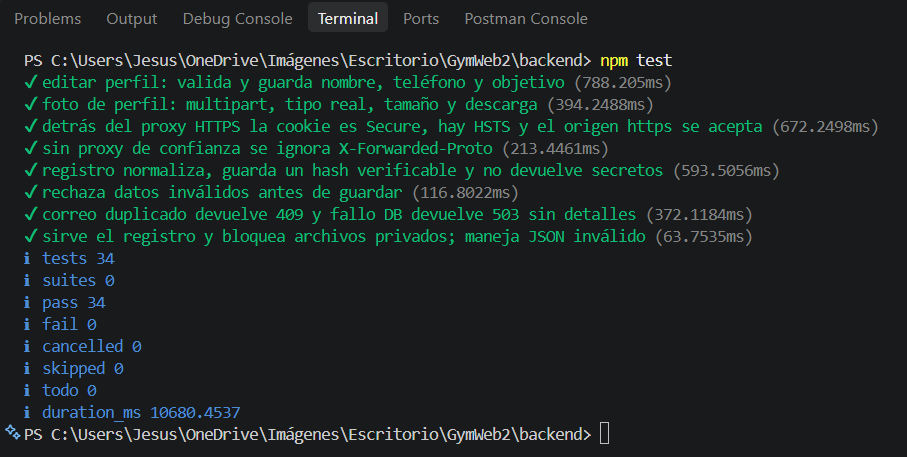 Problems Output Debug Console Terminal Ports Postman Console
PS C:\Users\Jesus\OneDrive\Imágenes\Escritorio\GymWeb2\backend> npm test
✓ editar perfil: valida y guarda nombre, teléfono y objetivo (788.205ms)
✓ foto de perfil: multipart, tipo real, tamaño y descarga (394.2488ms)
✓ detrás del proxy HTTPS la cookie es Secure, hay HSTS y el origen https se acepta (672.2498ms)
✓ sin proxy de confianza se ignora X-Forwarded-Proto (213.4461ms)
✓ registro normaliza, guarda un hash verificable y no devuelve secretos (593.5056ms)
✓ rechaza datos inválidos antes de guardar (116.8022ms)
✓ correo duplicado devuelve 409 y fallo DB devuelve 503 sin detalles (372.1184ms)
✓ sirve el registro y bloquea archivos privados; maneja JSON inválido (63.7535ms)
ℹ tests 34
ℹ suites 0
ℹ pass 34
ℹ fail 0
ℹ cancelled 0
ℹ skipped 0
ℹ todo 0
ℹ duration_ms 10680.4537
PS C:\Users\Jesus\OneDrive\Imágenes\Escritorio\GymWeb2\backend>